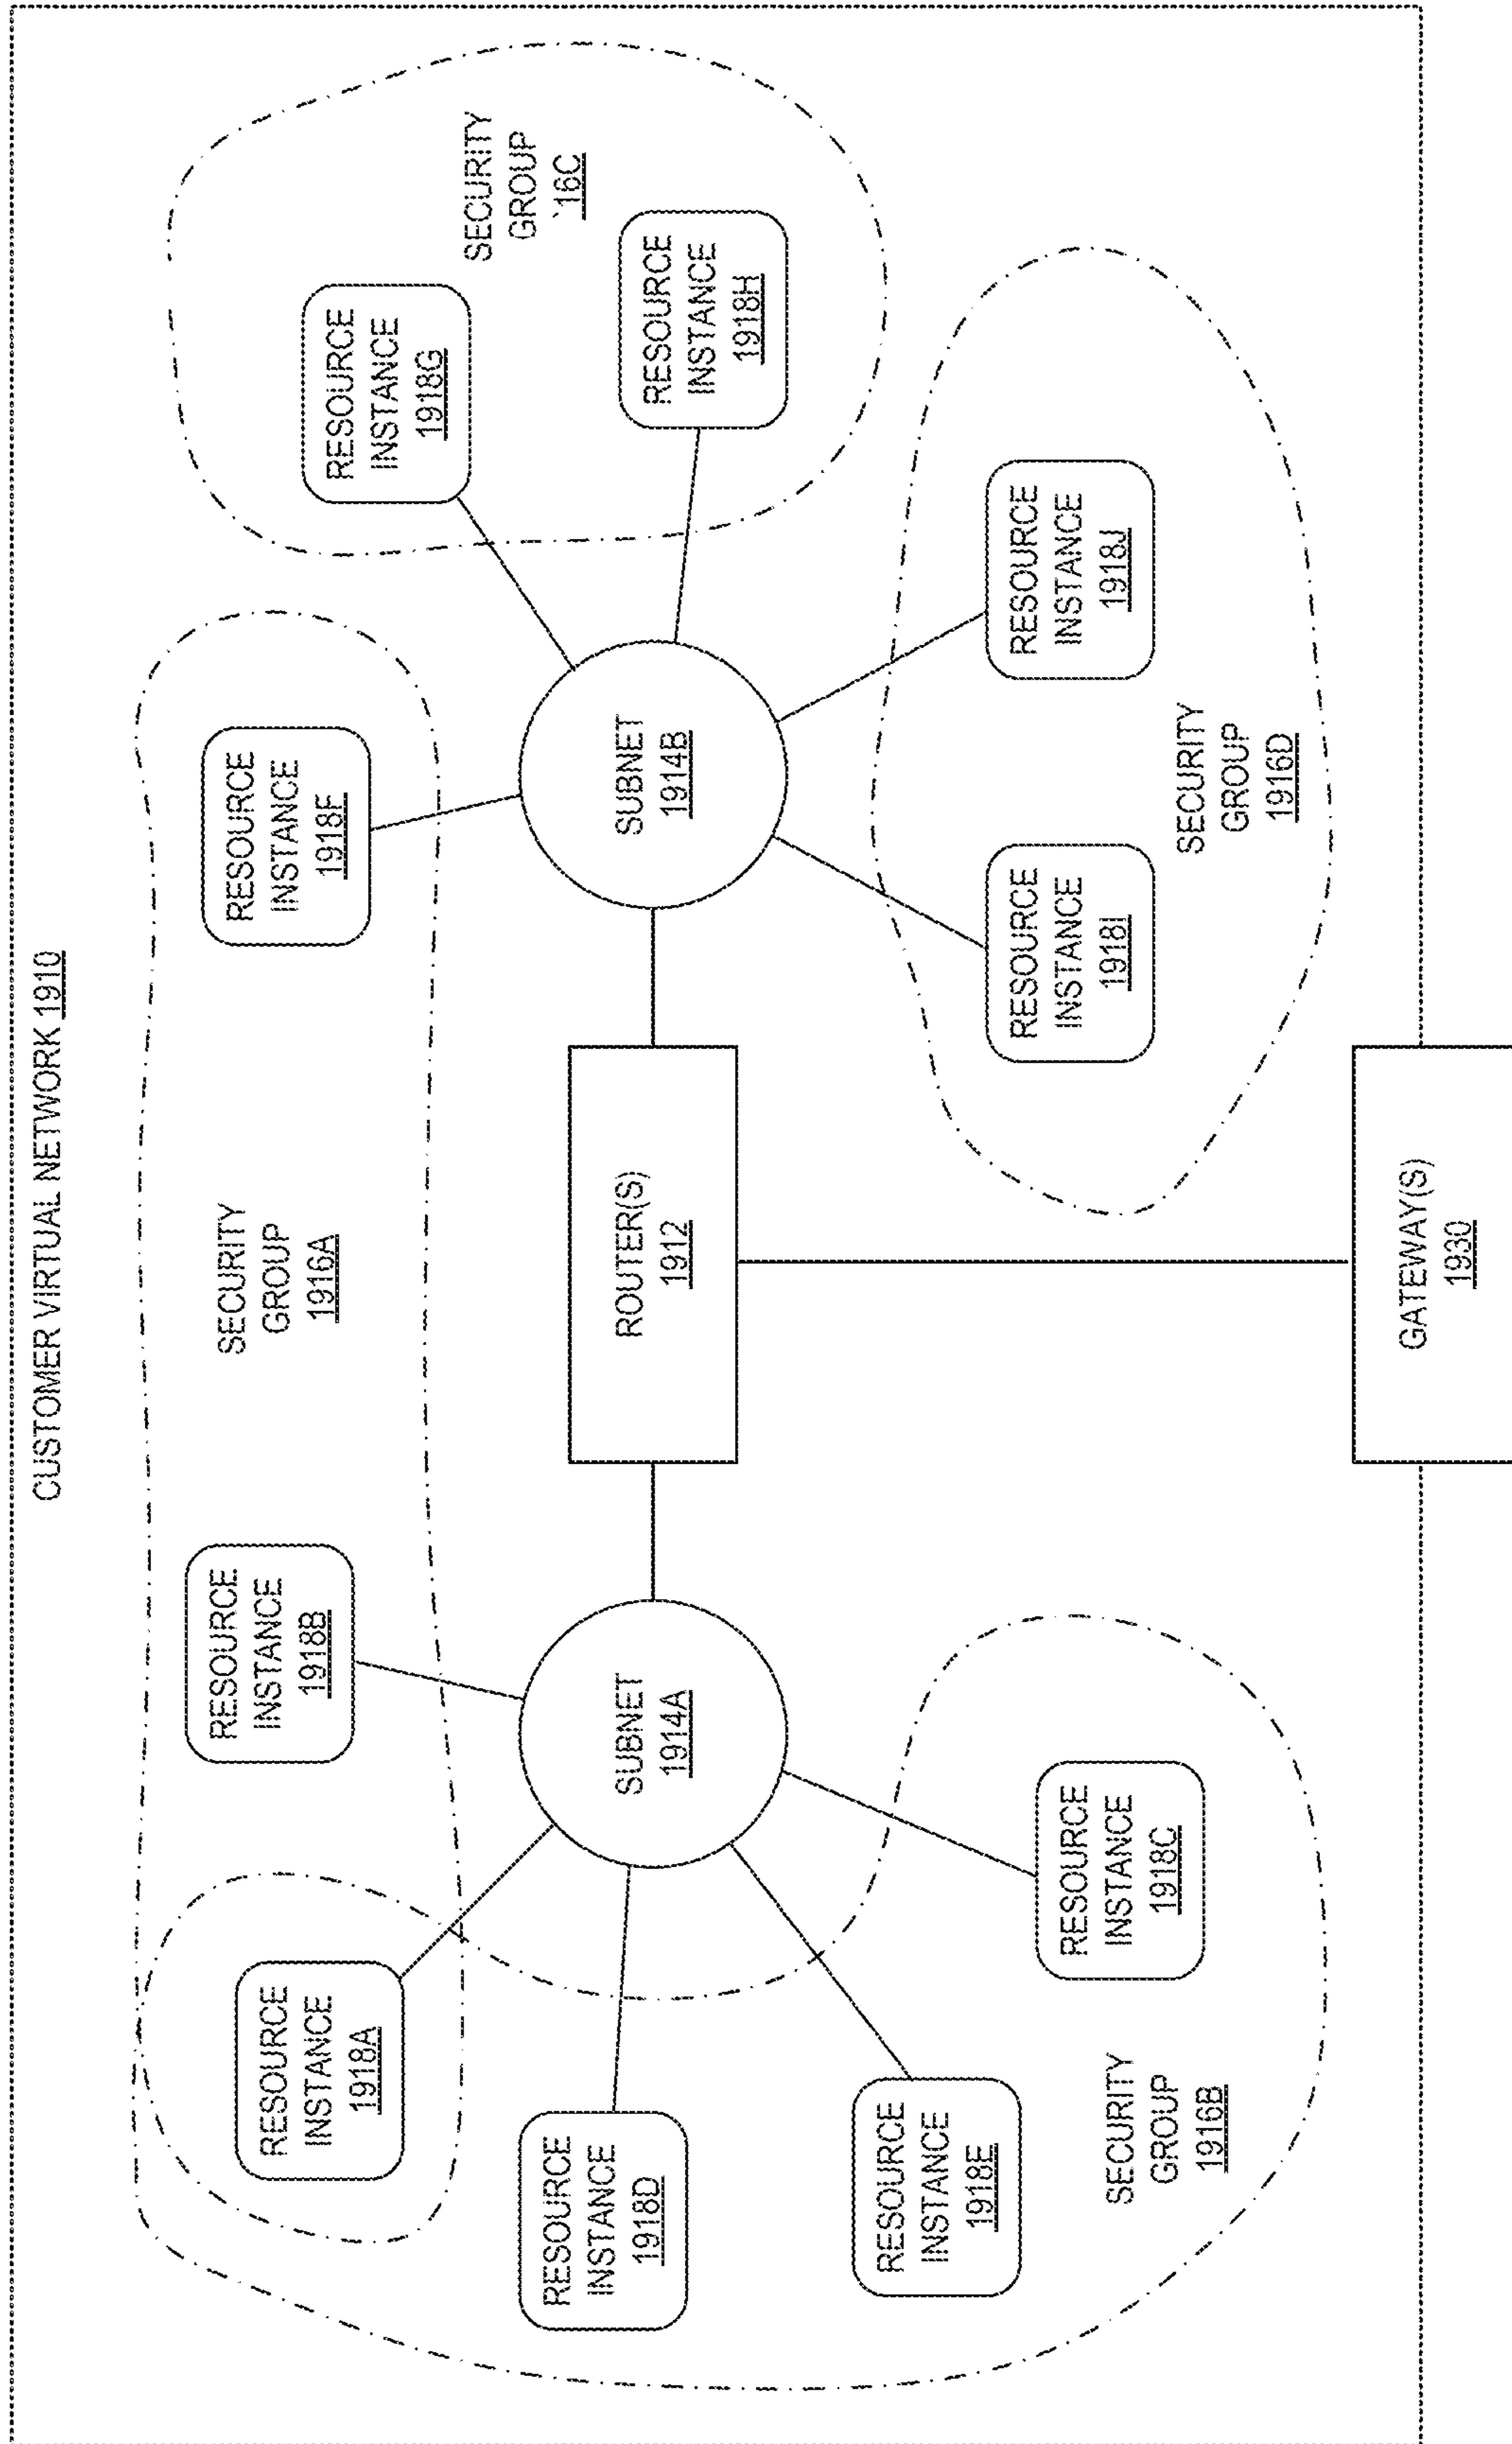 CUSTOMER VIRTUAL NETWORK 1910
RESOURCE
INSTANCE
1918A
RESOURCE
INSTANCE
1918B
SECURITY
GROUP
1916A
RESOURCE
INSTANCE
1918F
RESOURCE
INSTANCE
1918G
SECURITY
GROUP
`16C
RESOURCE
INSTANCE
1918D
SUBNET
1914A
ROUTER(S)
1912
SUBNET
1914B
RESOURCE
INSTANCE
1918H
RESOURCE
INSTANCE
1918E
RESOURCE
INSTANCE
1918C
RESOURCE
INSTANCE
1918I
RESOURCE
INSTANCE
1918J
SECURITY
GROUP
1916B
SECURITY
GROUP
1916D
GATEWAY(S)
1930